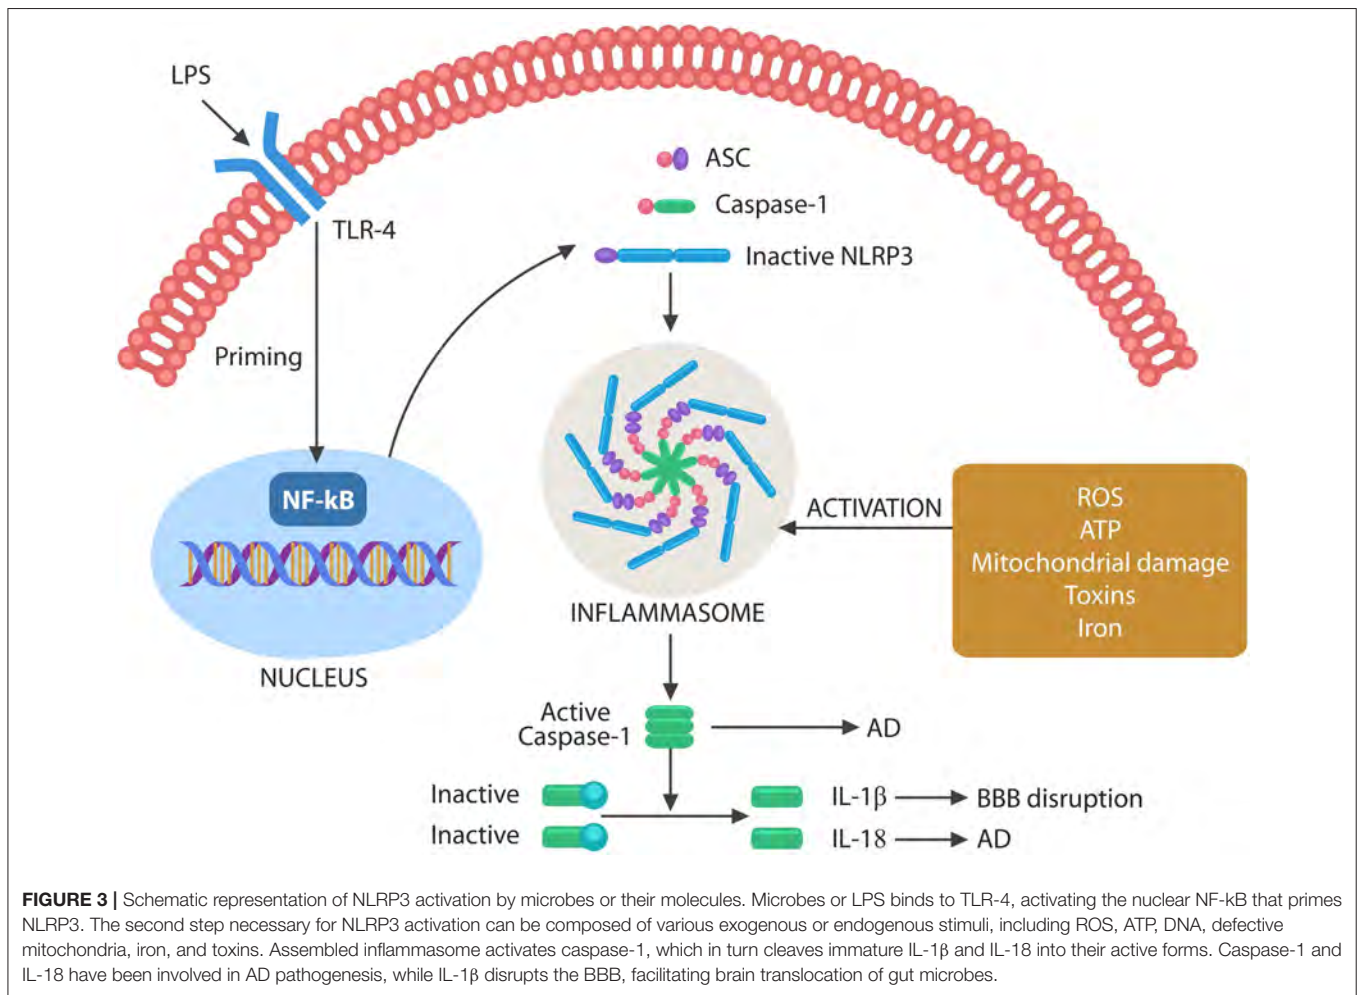 LPS
TLR-4
Priming
NF-kB
NUCLEUS
ASC
Caspase-1
Inactive NLRP3
INFLAMMASOME
ACTIVATION
ROS
ATP
Mitochondrial damage
Toxins
Iron
Active
Caspase-1
AD
Inactive
IL-1β
BBB disruption
Inactive
IL-18
AD
FIGURE 3 | Schematic representation of NLRP3 activation by microbes or their molecules. Microbes or LPS binds to TLR-4, activating the nuclear NF-kB that primes
NLRP3. The second step necessary for NLRP3 activation can be composed of various exogenous or endogenous stimuli, including ROS, ATP, DNA, defective
mitochondria, iron, and toxins. Assembled inflammasome activates caspase-1, which in turn cleaves immature IL-1β and IL-18 into their active forms. Caspase-1 and
IL-18 have been involved in AD pathogenesis, while IL-1β disrupts the BBB, facilitating brain translocation of gut microbes.